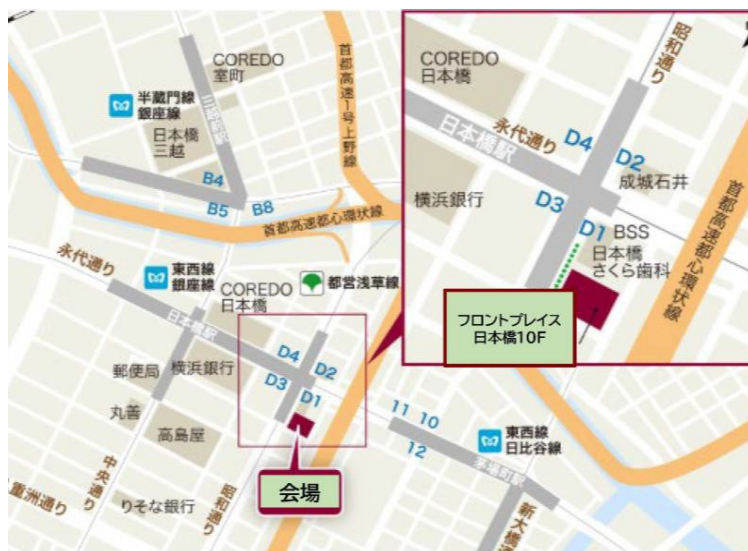 COREDO
室町
半蔵門線
銀座線
日本橋
三越
三越前駅
B4
B5
B8
首都高速1号上野線
首都高速都心環状線
永代通り
東西線
銀座線
COREDO
日本橋
都営浅草線
日本橋駅
郵便局
横浜銀行
D4
D2
D3
D1
丸善
高島屋
会場
中央通り
昭和通り
りそな銀行
重洲通り
11
10
12
東西線
日比谷線
茅場町駅
新大橋通
COREDO
日本橋
昭和通り
永代通り
日本橋駅
D4
D2
成城石井
横浜銀行
D3
D1
BSS
日本橋
さくら歯科
首都高速都心環状線
フロントプレイス
日本橋10F